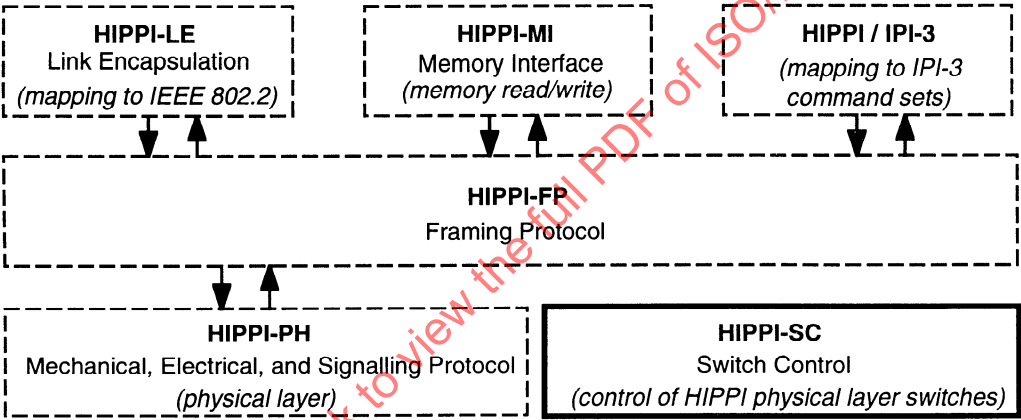 HIPPI-LE
Link Encapsulation
(mapping to IEEE 802.2)
HIPPI-MI
Memory Interface
(memory read/write)
HIPPI / IPI-3
(mapping to IPI-3
command sets)
HIPPI-FP
Framing Protocol
HIPPI-PH
Mechanical, Electrical, and Signalling Protocol
(physical layer)
HIPPI-SC
Switch Control
(control of HIPPI physical layer switches)
to view the full PDF of